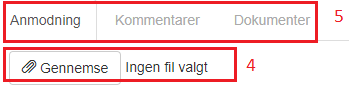 Anmodning Kommentarer Dokumenter 5
Gennemse Ingen fil valgt 4